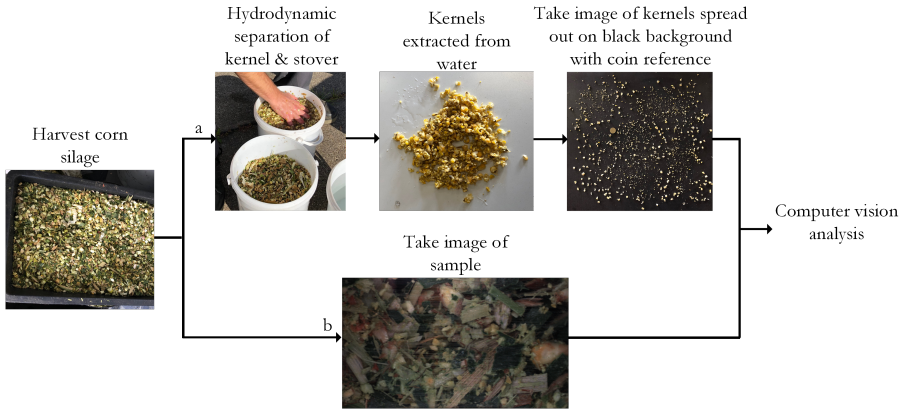 Harvest corn
silage
a
Hydrodynamic
separation of
kernel & stover
Kernels
extracted from
water
Take image of kernels spread
out on black background
with coin reference
b
Take image of
sample
Computer vision
analysis